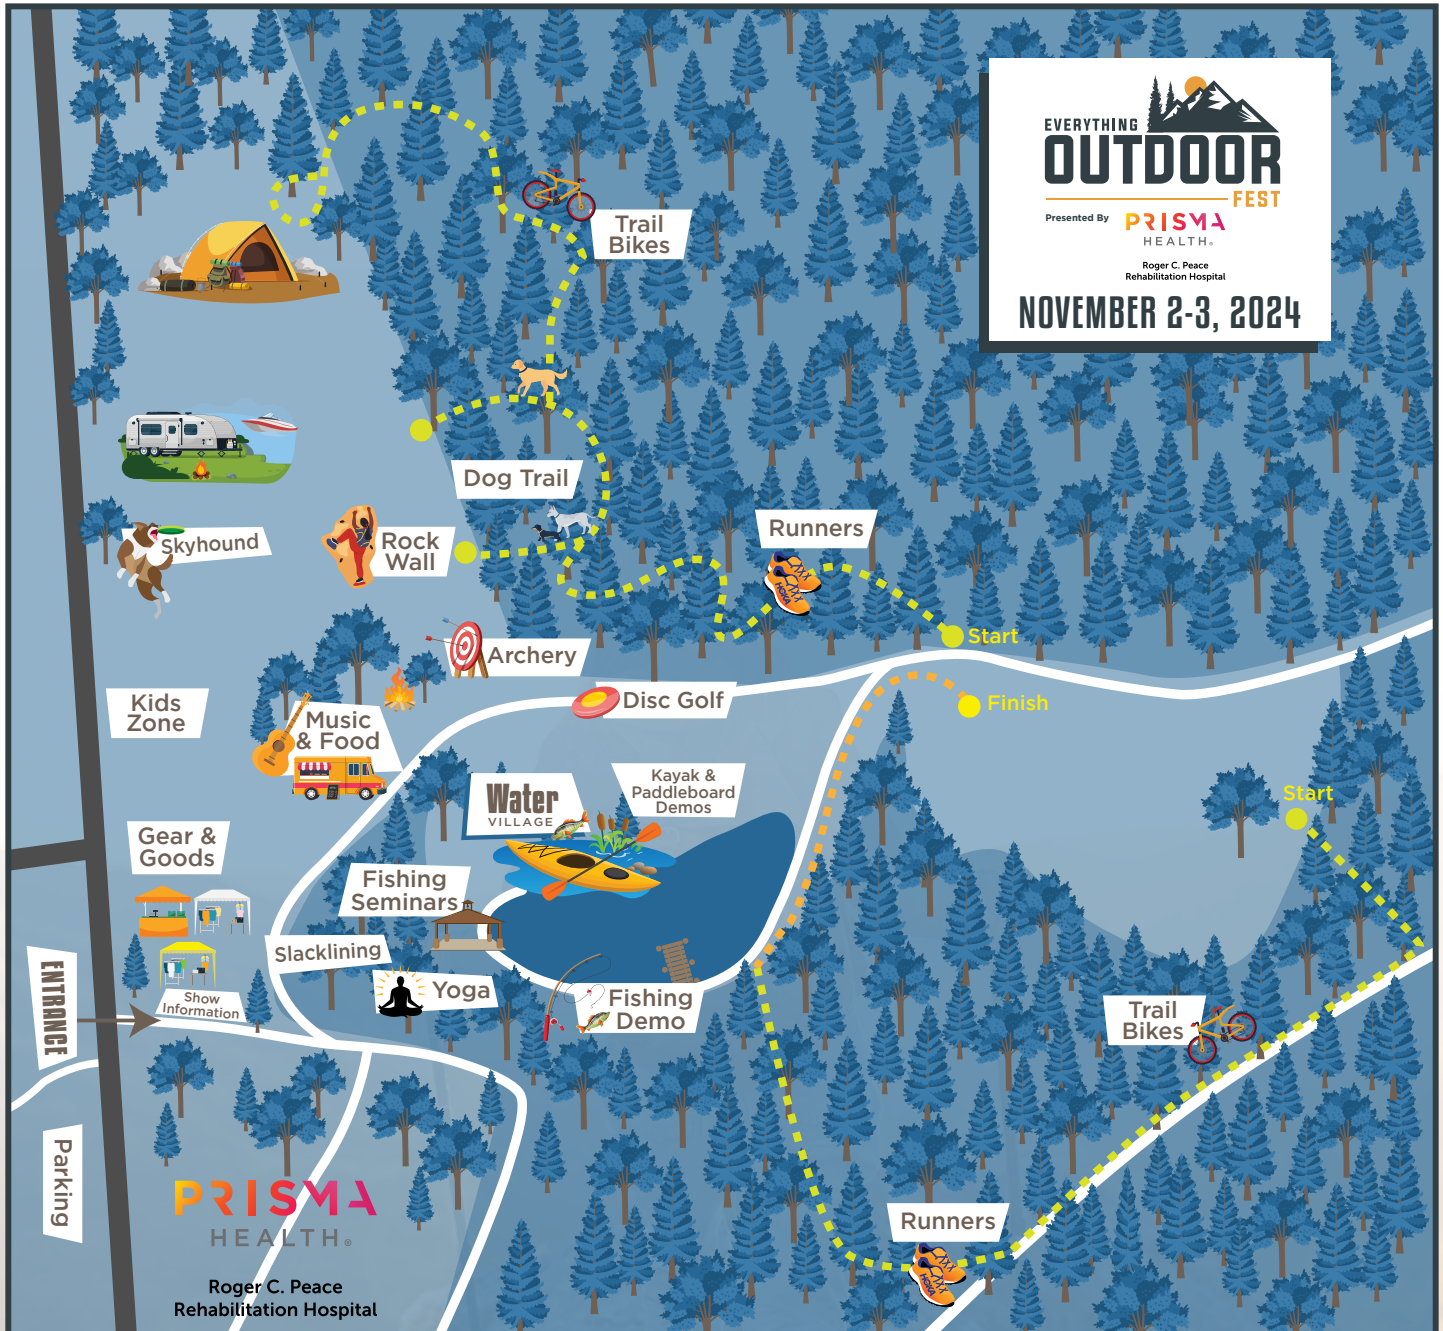 EVERYTHING
OUTDOOR
FEST
Presented By
PRISMA
HEALTH®
Roger C. Peace
Rehabilitation Hospital
NOVEMBER 2-3, 2024
Trail
Bikes
Dog Trail
Skyhound
Rock
Wall
Runners
Start
Archery
Kids
Zone
Disc Golf
Finish
Music
& Food
Water
VILLAGE
Kayak &
Paddleboard
Demos
Start
Gear &
Goods
Fishing
Seminars
Slacklining
Yoga
Fishing
Demo
Show
Information
ENTRANCE
Trail
Bikes
Parking
Runners
PRISMA
HEALTH®
Roger C. Peace
Rehabilitation Hospital
HOKA
HOKA